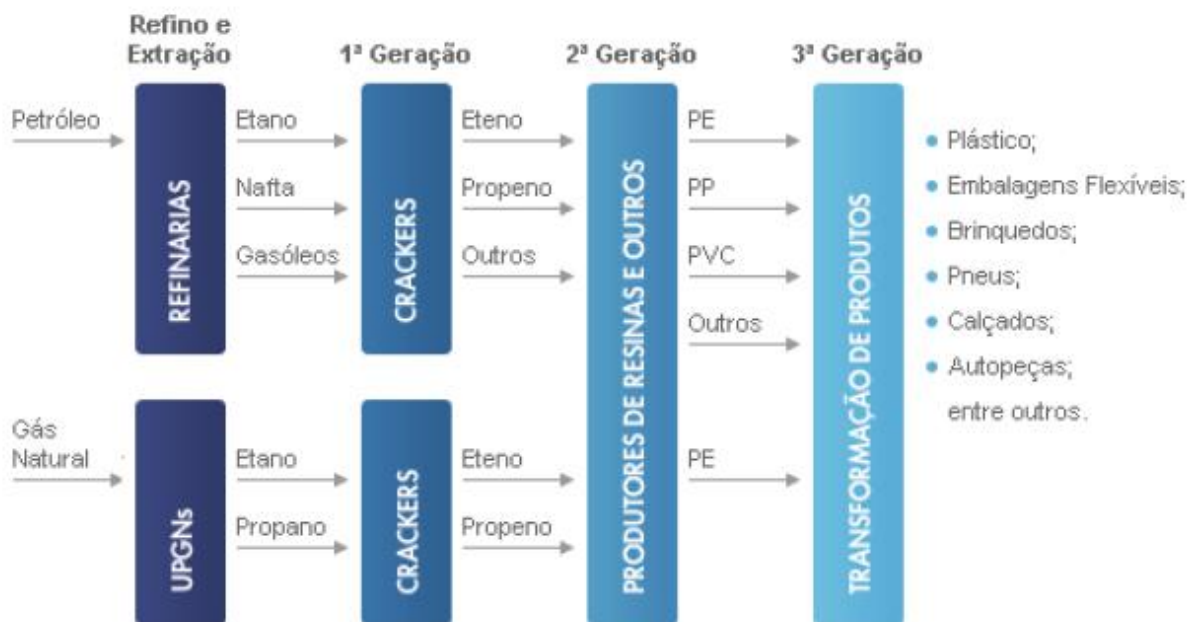 Refino e
Extração
1ª Geração
2ª Geração
3ª Geração
Petróleo
REFINARIAS
Etano
Nafta
Gasóleos
CRACKERS
Eteno
Propeno
Outros
PRODUTORES DE RESINAS E OUTROS
PE
PP
PVC
Outros
TRANSFORMAÇÃO DE PRODUTOS
• Plástico;
• Embalagens Flexíveis;
• Brinquedos;
• Pneus;
• Calçados;
• Autopeças;
entre outros.
Gás
Natural
UPGNs
Etano
Propano
CRACKERS
Eteno
Propeno
PE